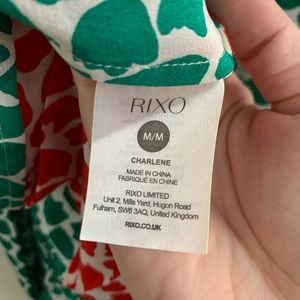 RIXO
M/M
CHARLENE
MADE IN CHINA
FABRIQUÉ EN CHINE
RIXO LIMITED
Unit 2, Mills Yard, Hugon Road
Fulham, SW6 3AQ, United Kingdom
RIXO.CO.UK